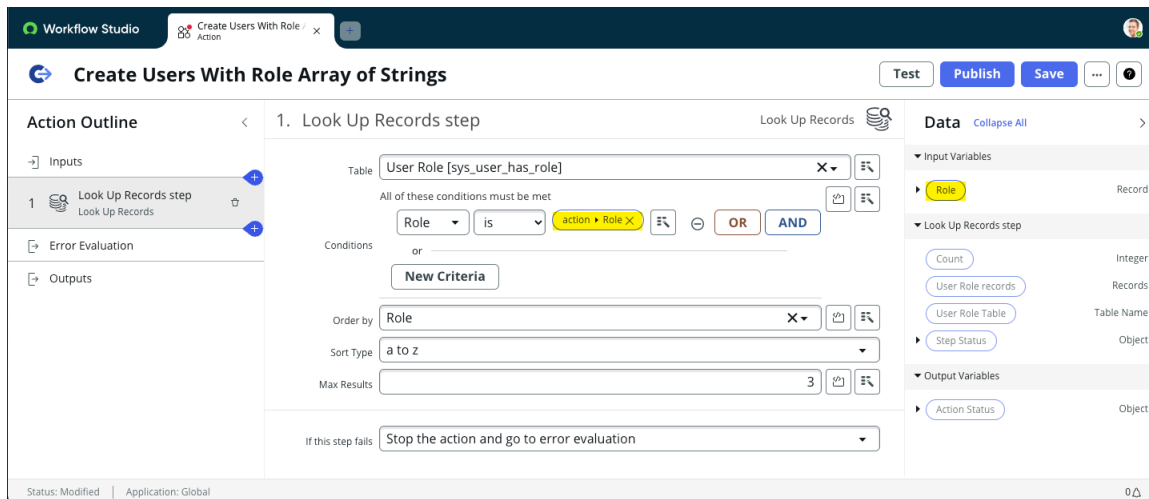 Workflow Studio
Create Users With Role A
Action
Create Users With Role Array of Strings
Test
Publish
Save
Action Outline
Inputs
1
Look Up Records step
Look Up Records
Error Evaluation
Outputs
1. Look Up Records step
Look Up Records
Table
User Role [sys_user_has_role]
All of these conditions must be met
Conditions
Role
is
action ▸ Role
OR
AND
or
New Criteria
Order by
Role
Sort Type
a to z
Max Results
3
If this step fails
Stop the action and go to error evaluation
Data
Collapse All
Input Variables
Role
Record
Look Up Records step
Count
Integer
User Role records
Records
User Role Table
Table Name
Step Status
Object
Output Variables
Action Status
Object
Status: Modified | Application: Global
0